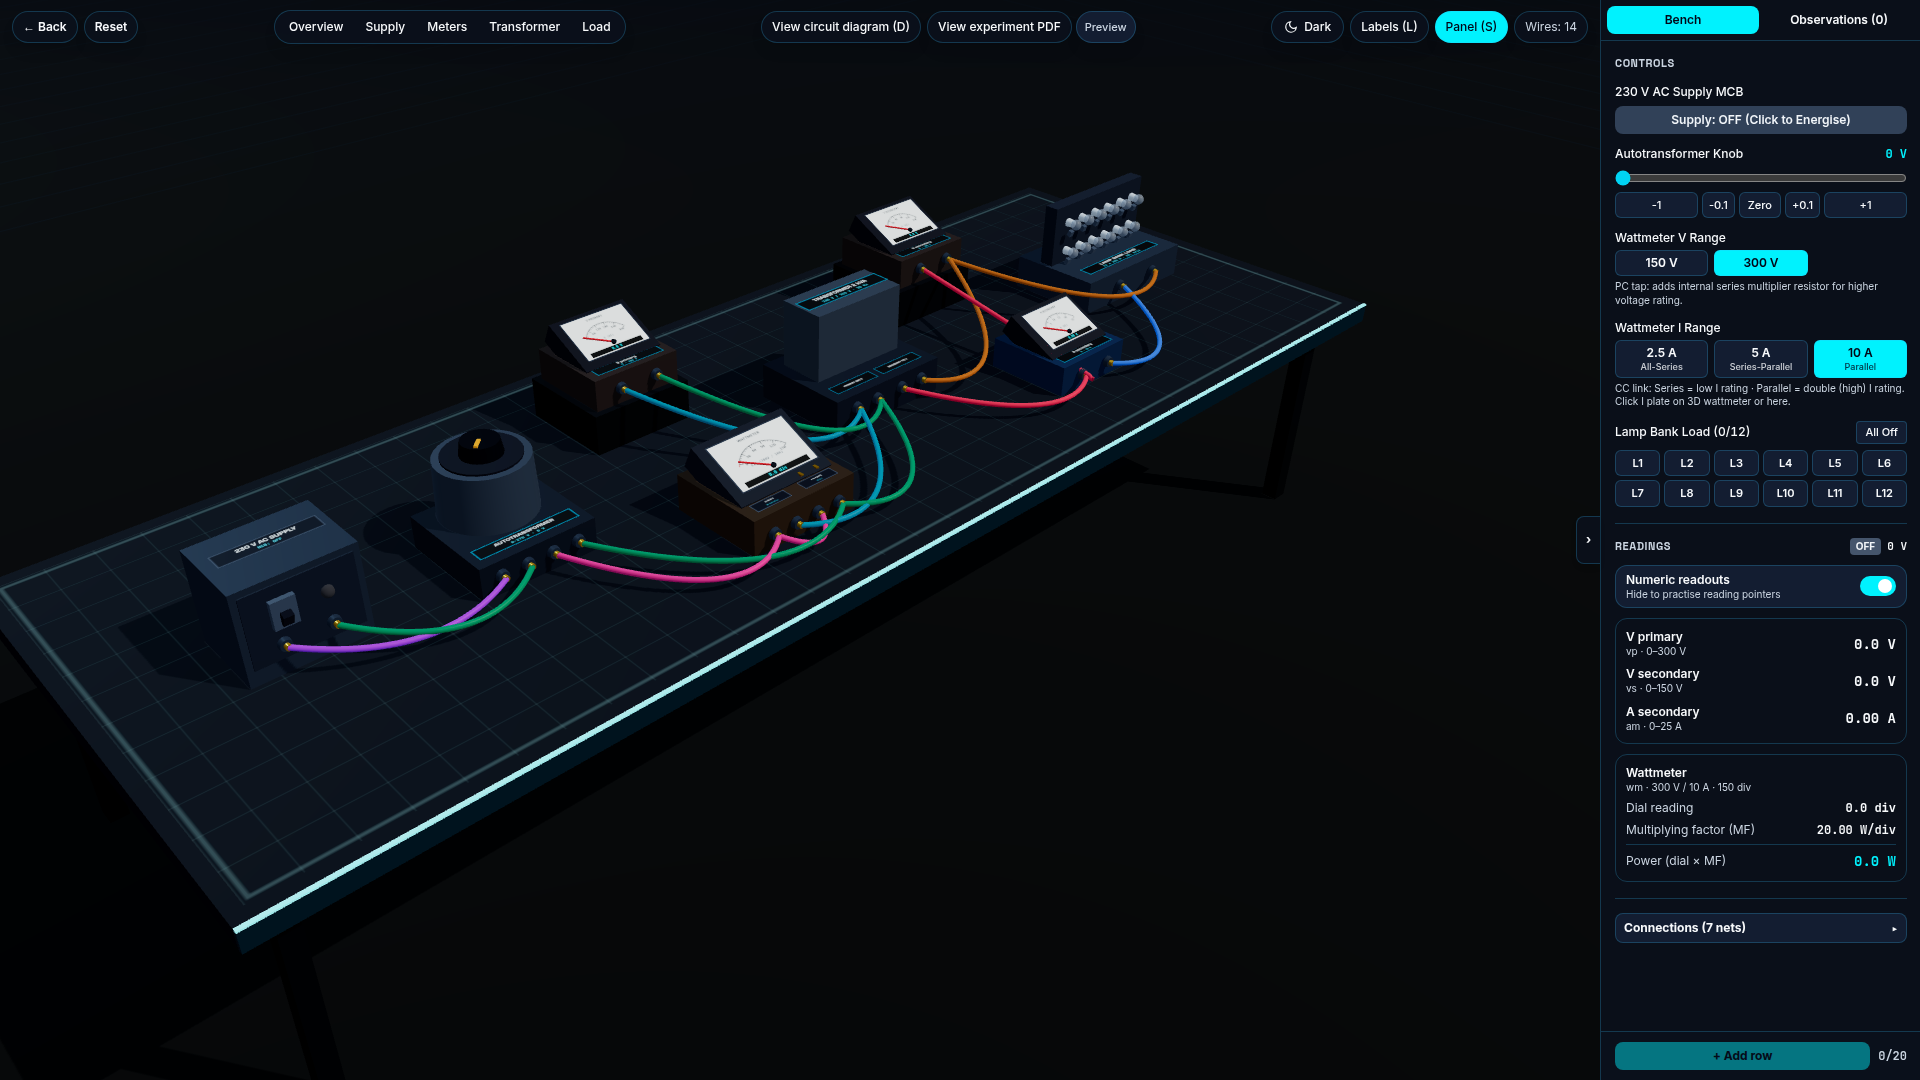 ← Back
Reset
Overview
Supply
Meters
Transformer
Load
View circuit diagram (D)
View experiment PDF
Preview
Dark
Labels (L)
Panel (S)
Wires: 14
Bench
Observations (0)
CONTROLS
230 V AC Supply MCB
Supply: OFF (Click to Energise)
Autotransformer Knob
0 V
-1
-0.1
Zero
+0.1
+1
Wattmeter V Range
150 V
300 V
PC tap: adds internal series multiplier resistor for higher
voltage rating.
Wattmeter I Range
2.5 A
All-Series
5 A
Series-Parallel
10 A
Parallel
CC link: Series = low I rating · Parallel = double (high) I rating.
Click I plate on 3D wattmeter or here.
Lamp Bank Load (0/12)
All Off
L1
L2
L3
L4
L5
L6
L7
L8
L9
L10
L11
L12
READINGS
OFF
0 V
Numeric readouts
Hide to practise reading pointers
V primary
0.0 V
vp · 0–300 V
V secondary
0.0 V
vs · 0–150 V
A secondary
0.00 A
am · 0–25 A
Wattmeter
wm · 300 V / 10 A · 150 div
Dial reading
0.0 div
Multiplying factor (MF)
20.00 W/div
Power (dial × MF)
0.0 W
Connections (7 nets)
+ Add row
0/20
230 V AC SUPPLY
AUTOTRANSFORMER